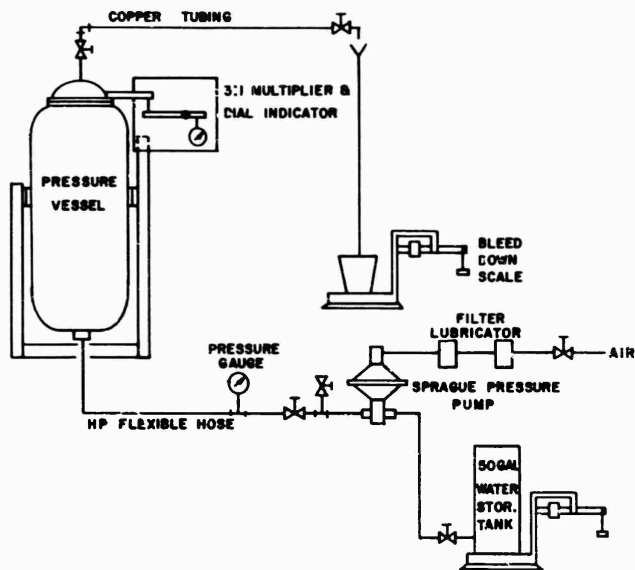 COPPER TUBING
3:1 MULTIPLIER &
DIAL INDICATOR
PRESSURE
VESSEL
BLEED
DOWN
SCALE
FILTER
LUBRICATOR
AIR
PRESSURE
GAUGE
SPRAGUE PRESSURE
PUMP
HP FLEXIBLE HOSE
50GAL
WATER
STOR.
TANK